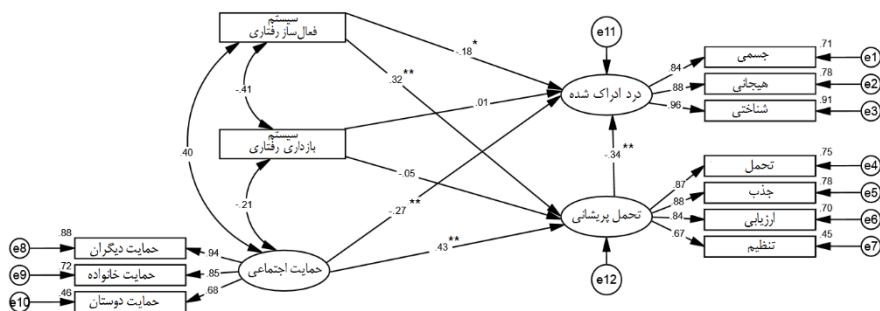 سیستم
فعال‌ساز رفتاری
e11
-.18 *
.71
جسمی
e1
.84
درد ادراک شده
.78
هیجانی
e2
.88
.32 **
شناختی
.91
e3
.96
-.41
.01
سیستم
بازداری رفتاری
.40
-.34 **
.75
تحمل
e4
.87
-.05
.78
جذب
e5
.88
-.21
-.27 **
تحمل پریشانی
.70
ارزیابی
e6
.84
.88
e8
حمایت دیگران
.94
.43 **
تنظیم
.45
e7
.67
.72
e9
حمایت خانواده
.85
حمایت اجتماعی
e12
.46
e10
حمایت دوستان
.68